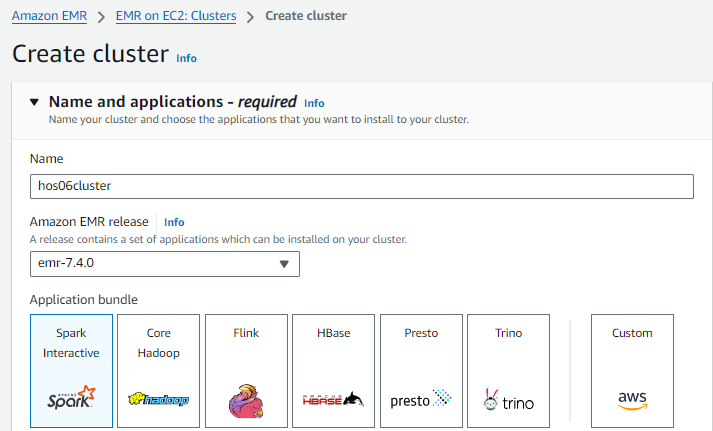 Amazon EMR > EMR on EC2: Clusters > Create cluster
Create cluster Info
Name and applications - required Info
Name your cluster and choose the applications that you want to install to your cluster.
Name
hos06cluster
Amazon EMR release Info
A release contains a set of applications which can be installed on your cluster.
emr-7.4.0
Application bundle
Spark Interactive
APACHE Spark
Core Hadoop
hadoop
Flink
HBase
APACHE HBASE
Presto
presto
Trino
trino
Custom
aws